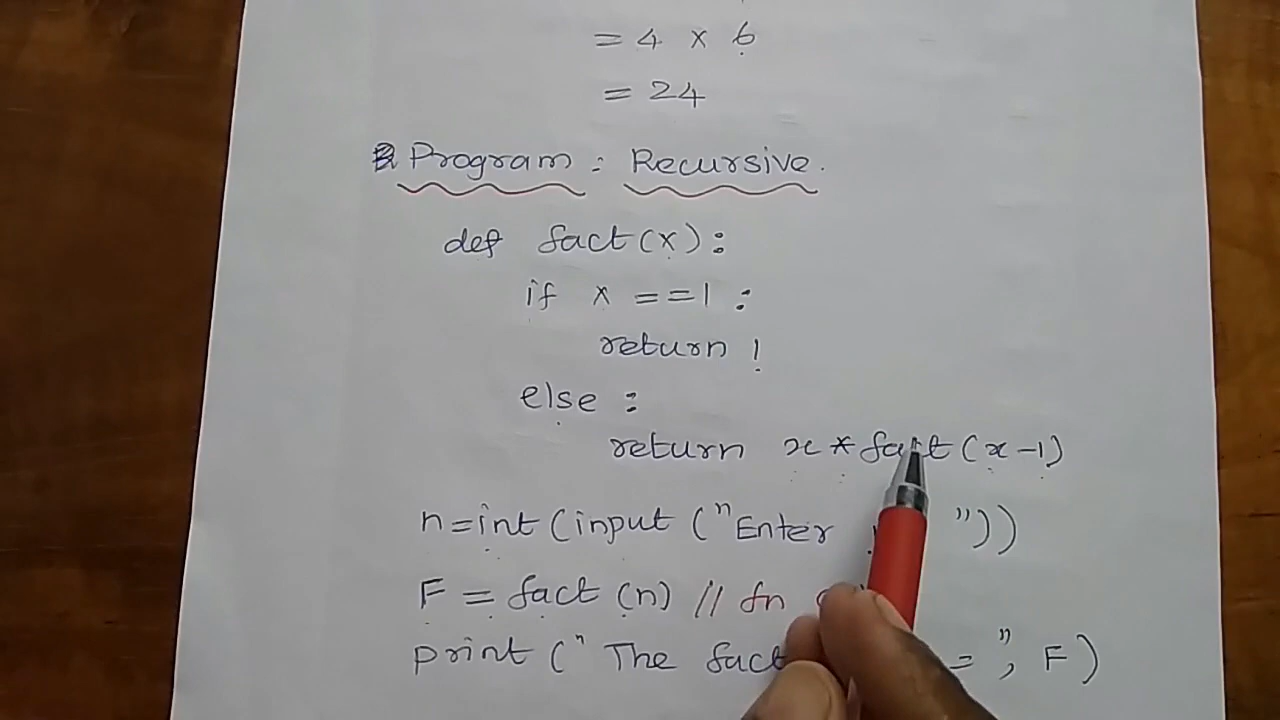 = 4 x 6
= 24
Program : Recursive.
def fact(x):
if x ==1 :
return 1
else :
return x * fact(x-1)
n=int(input("Enter "))
F = fact(n) // fn
print(" The fact = ", F)